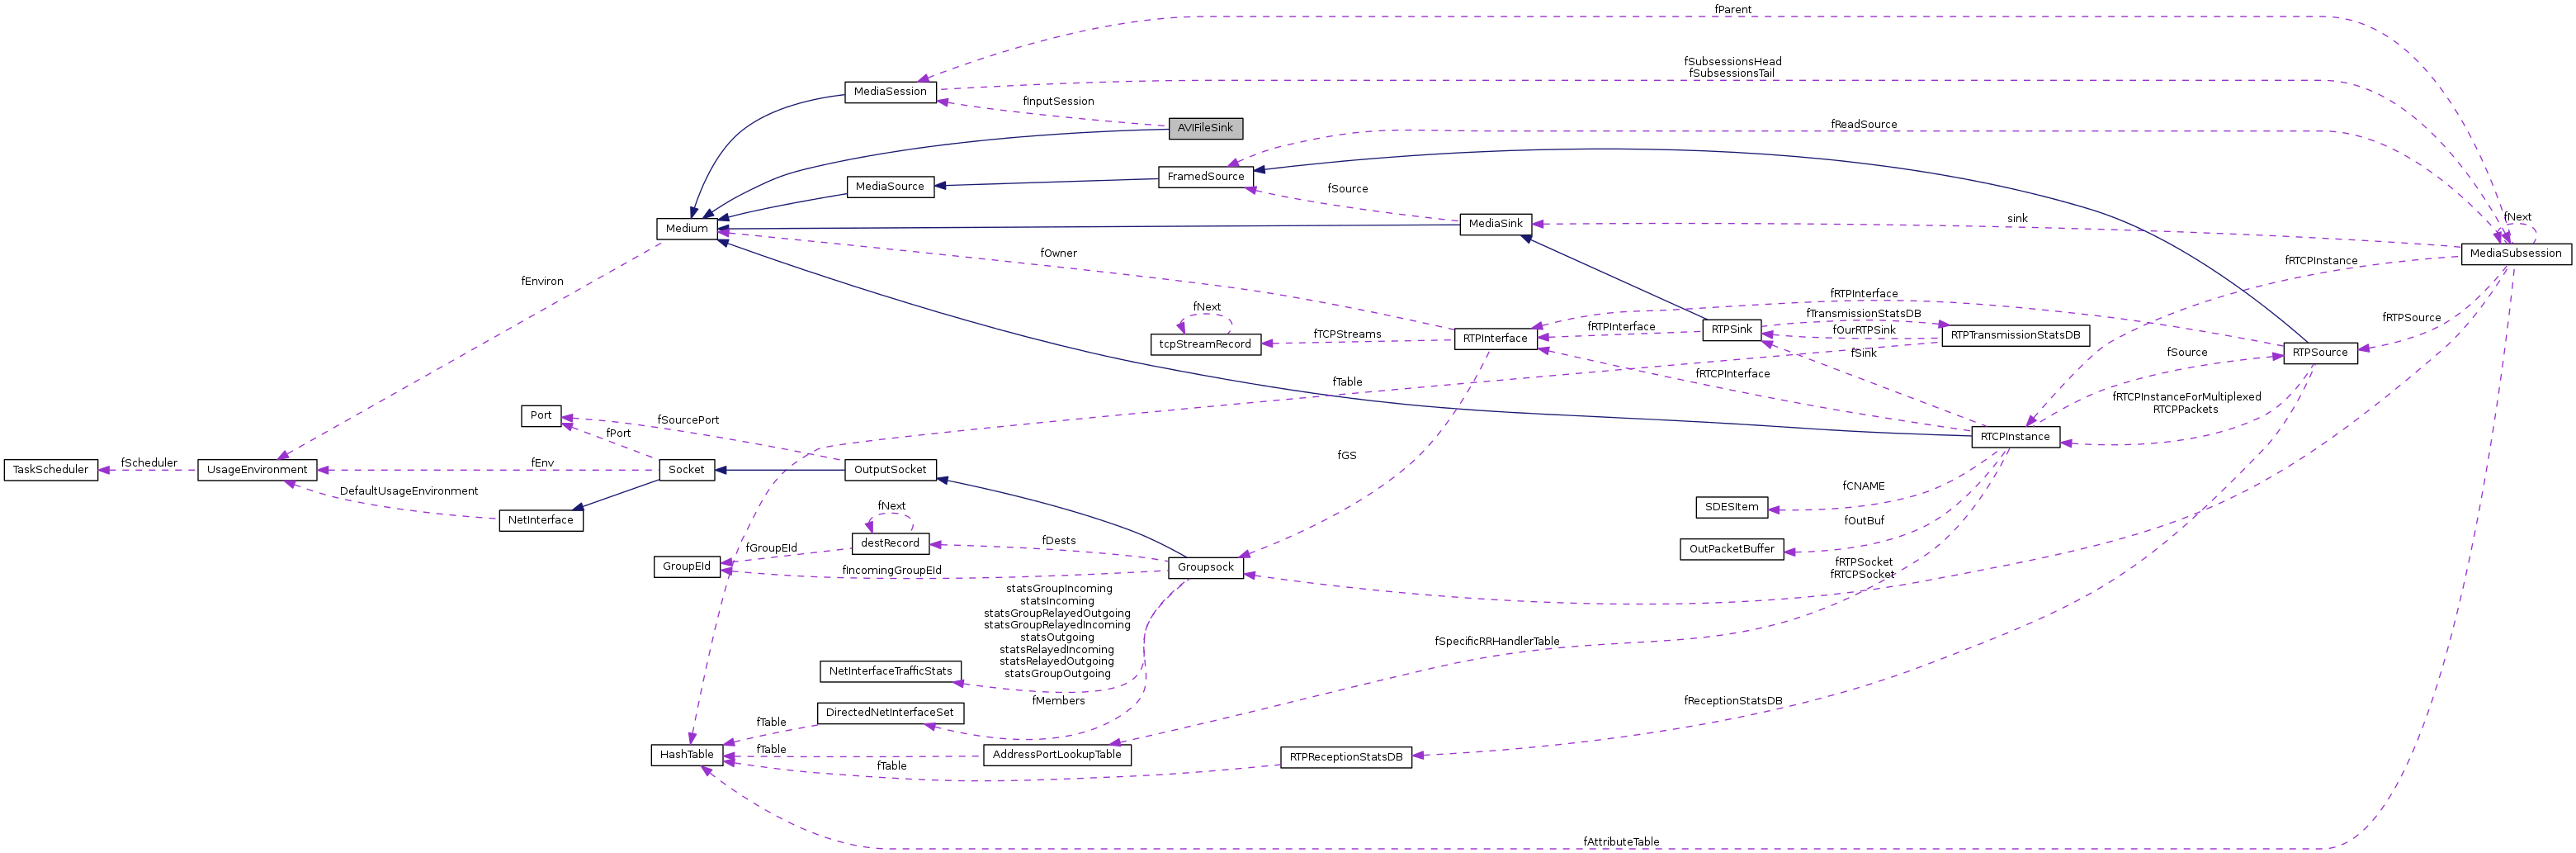 fParent
fSubsessionsHead
fSubsessionsTail
MediaSession
fInputSession
AVIFileSink
fReadSource
FramedSource
MediaSource
fSource
Medium
MediaSink
sink
fNext
MediaSubsession
fOwner
fRTCPInstance
fEnviron
fRTPInterface
fNext
fTCPStreams
tcpStreamRecord
RTPInterface
fRTPInterface
RTPSink
fTransmissionStatsDB
fOurRTPSink
RTPTransmissionStatsDB
fRTPSource
fSink
fSource
RTPSource
fRTCPInterface
fTable
fRTCPInstanceForMultiplexed
RTCPPackets
Port
fSourcePort
fPort
RTCPInstance
fGS
TaskScheduler
fScheduler
UsageEnvironment
fEnv
Socket
OutputSocket
DefaultUsageEnvironment
NetInterface
fCNAME
SDESItem
fNext
destRecord
fDests
fOutBuf
OutPacketBuffer
fGroupEId
GroupEId
fIncomingGroupEId
Groupsock
fRTPSocket
fRTCPSocket
statsGroupIncoming
statsIncoming
statsGroupRelayedOutgoing
statsGroupRelayedIncoming
statsOutgoing
statsRelayedIncoming
statsRelayedOutgoing
statsGroupOutgoing
NetInterfaceTrafficStats
fSpecificRRHandlerTable
fMembers
fReceptionStatsDB
DirectedNetInterfaceSet
fTable
HashTable
fTable
AddressPortLookupTable
fTable
RTPReceptionStatsDB
fAttributeTable